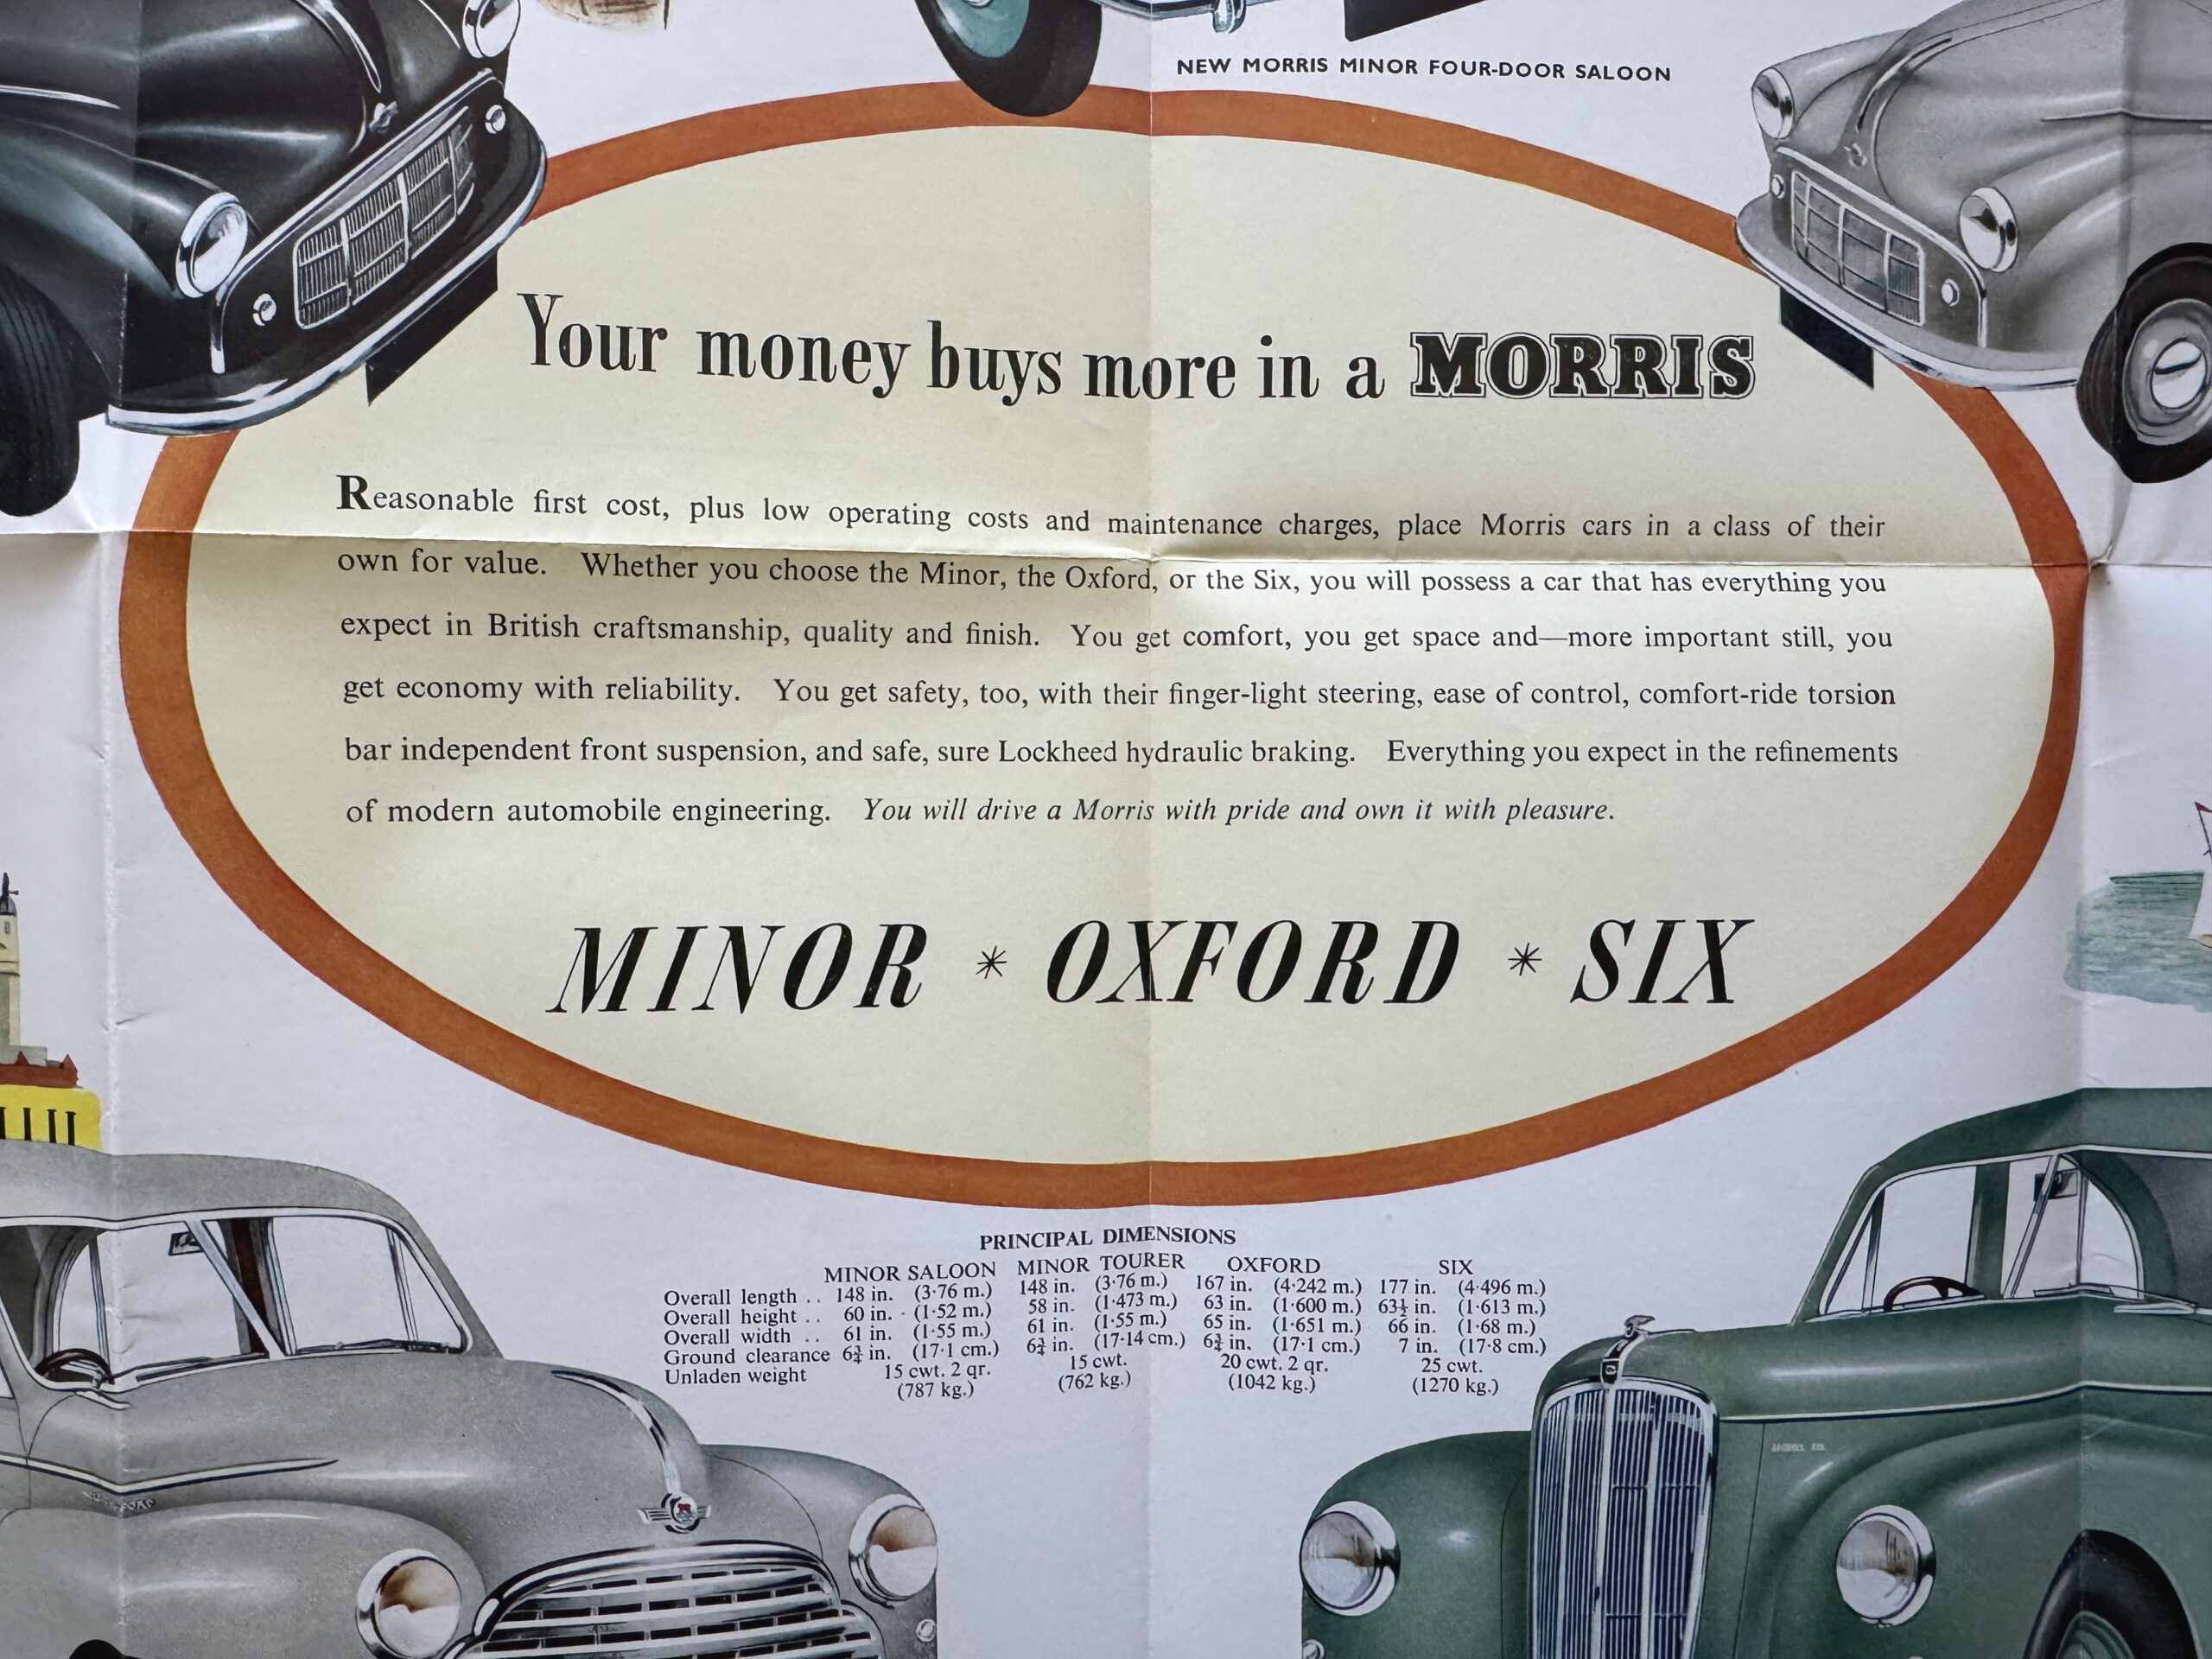 NEW MORRIS MINOR FOUR-DOOR SALOON
Your money buys more in a MORRIS
Reasonable first cost, plus low operating costs and maintenance charges, place Morris cars in a class of their
own for value. Whether you choose the Minor, the Oxford, or the Six, you will possess a car that has everything you
expect in British craftsmanship, quality and finish. You get comfort, you get space and—more important still, you
get economy with reliability. You get safety, too, with their finger-light steering, ease of control, comfort-ride torsion
bar independent front suspension, and safe, sure Lockheed hydraulic braking. Everything you expect in the refinements
of modern automobile engineering. You will drive a Morris with pride and own it with pleasure.
MINOR * OXFORD * SIX
PRINCIPAL DIMENSIONS
MINOR SALOON MINOR TOURER OXFORD SIX
Overall length .. 148 in. (3·76 m.) 148 in. (3·76 m.) 167 in. (4·242 m.) 177 in. (4·496 m.)
Overall height .. 60 in. (1·52 m.) 58 in. (1·473 m.) 63 in. (1·600 m.) 63½ in. (1·613 m.)
Overall width .. 61 in. (1·55 m.) 61 in. (1·55 m.) 65 in. (1·651 m.) 66 in. (1·68 m.)
Ground clearance 6¾ in. (17·1 cm.) 6¾ in. (17·14 cm.) 6¾ in. (17·1 cm.) 7 in. (17·8 cm.)
Unladen weight 15 cwt. 2 qr. 15 cwt. 20 cwt. 2 qr. 25 cwt.
(787 kg.) (762 kg.) (1042 kg.) (1270 kg.)
MORRIS SIX